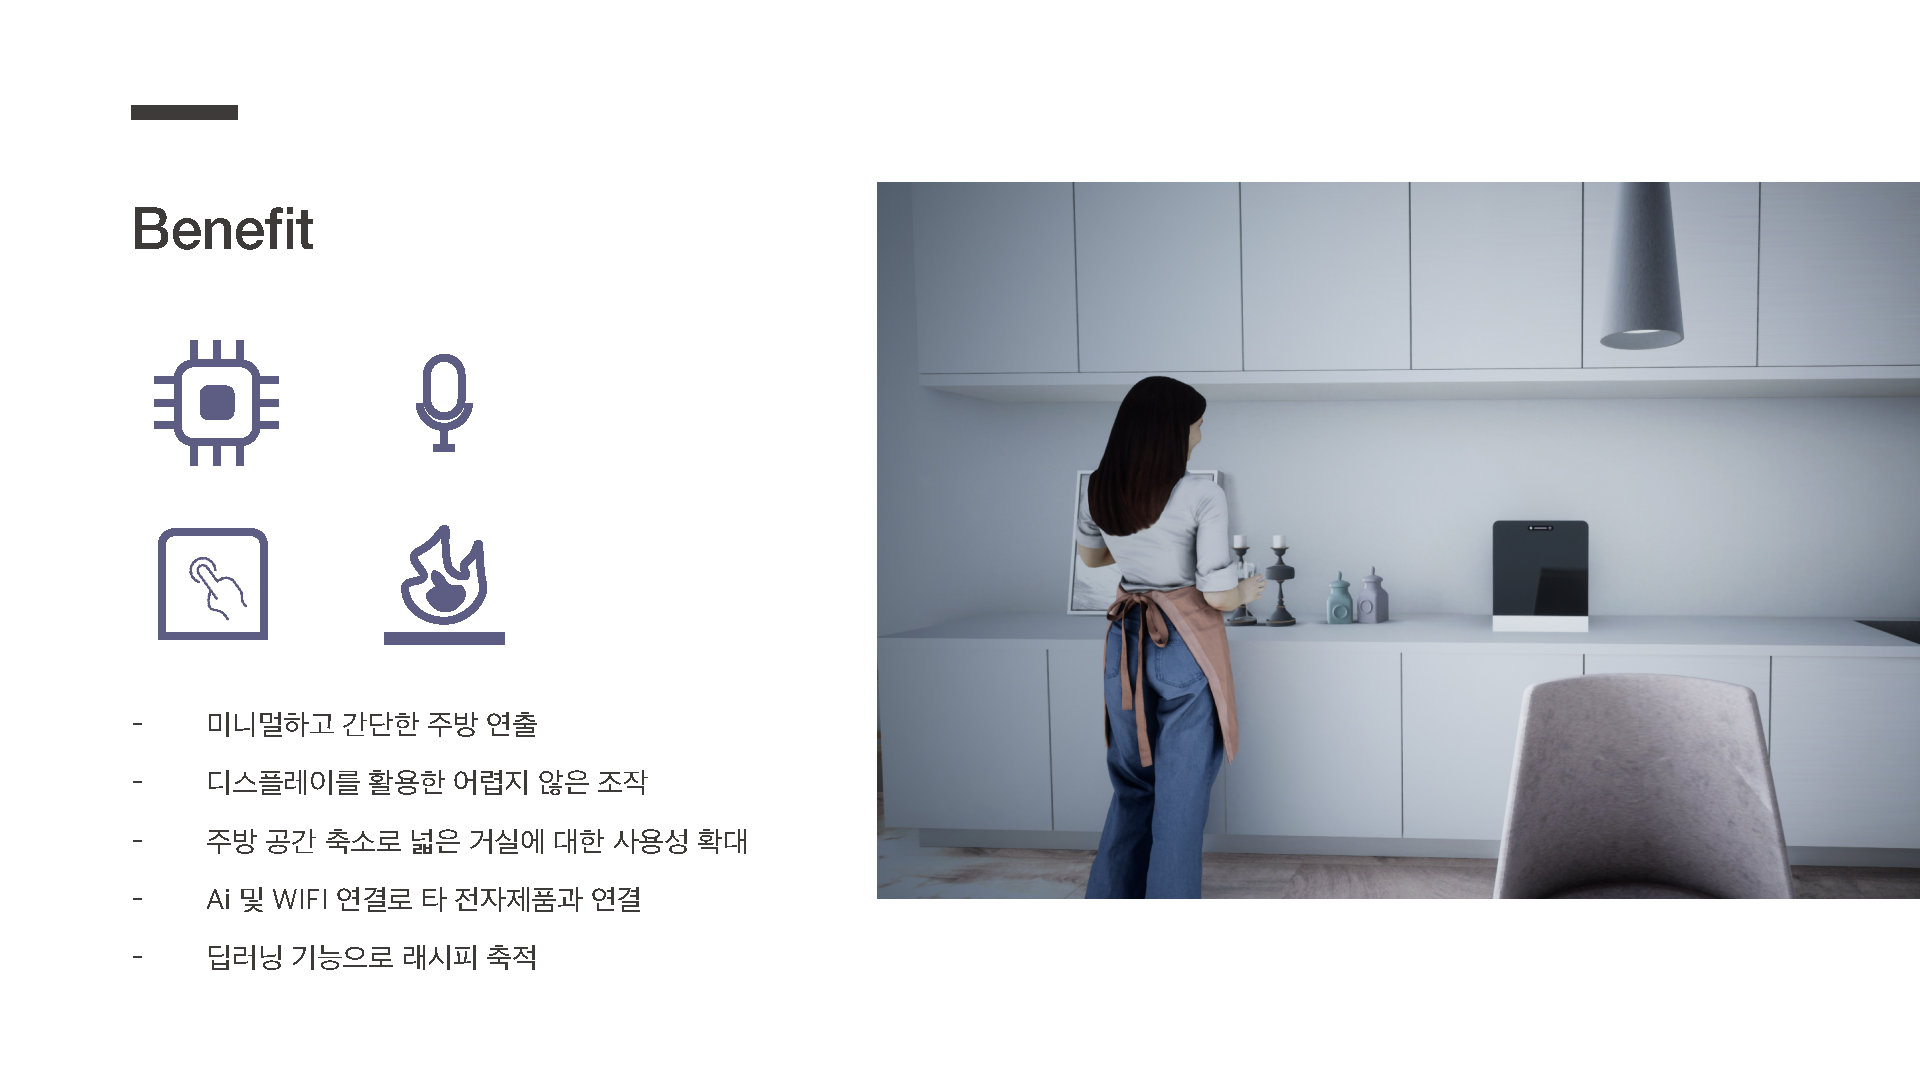 Benefit
- 미니멀하고 간단한 주방 연출
- 디스플레이를 활용한 어렵지 않은 조작
- 주방 공간 축소로 넓은 거실에 대한 사용성 확대
- Ai 및 WIFI 연결로 타 전자제품과 연결
- 딥러닝 기능으로 래시피 축적